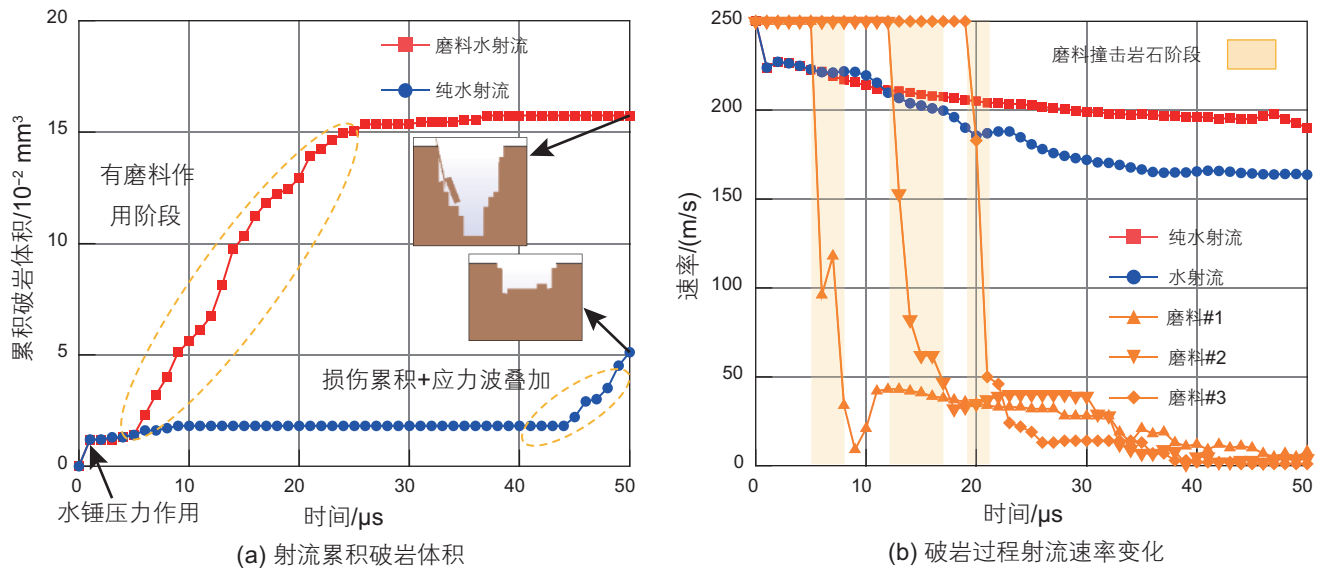 累积破岩体积/10⁻² mm³
20
15
10
5
0
磨料水射流
纯水射流
有磨料作
用阶段
损伤累积+应力波叠加
水锤压力作用
0
10
20
30
40
50
时间/μs
(a) 射流累积破岩体积
速率/(m/s)
250
200
150
100
50
0
磨料撞击岩石阶段
纯水射流
水射流
磨料#1
磨料#2
磨料#3
0
10
20
30
40
50
时间/μs
(b) 破岩过程射流速率变化